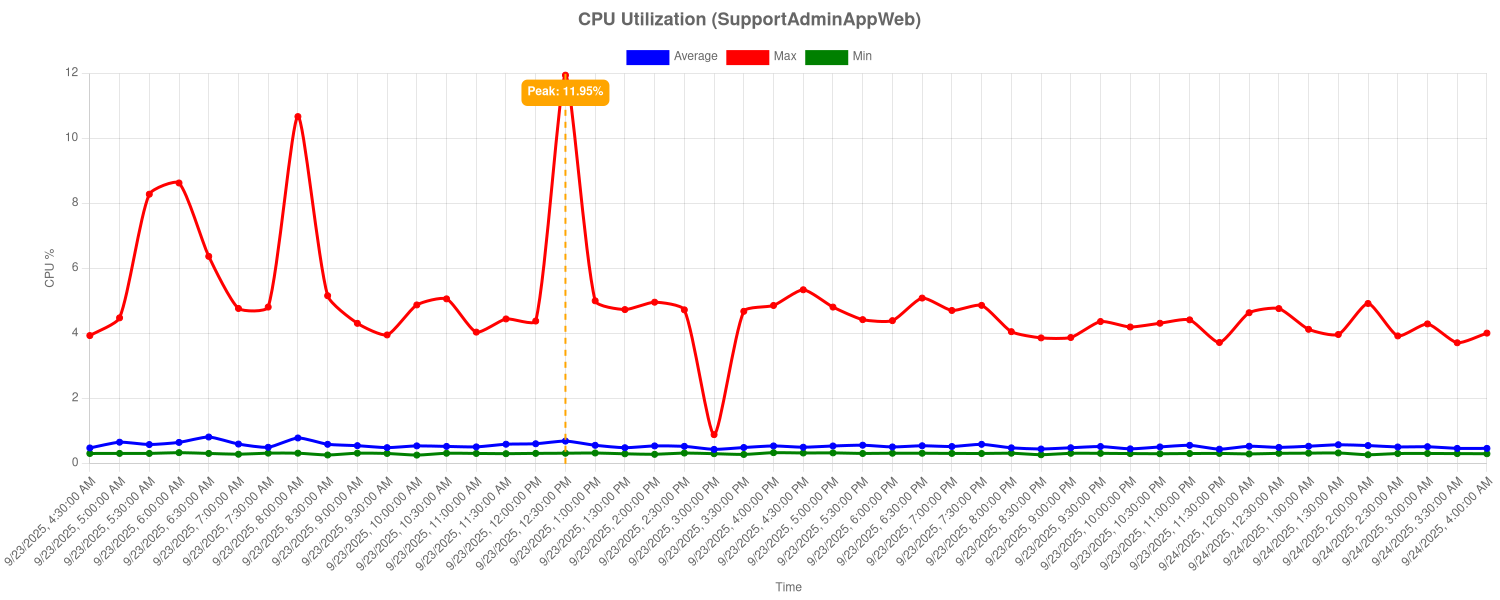 CPU Utilization (SupportAdminAppWeb)
Average Max Min
12
Peak: 11.95%
10
8
6
CPU %
4
2
0
9/23/2025, 4:30:00 AM
9/23/2025, 5:00:00 AM
9/23/2025, 5:30:00 AM
9/23/2025, 6:00:00 AM
9/23/2025, 6:30:00 AM
9/23/2025, 7:00:00 AM
9/23/2025, 7:30:00 AM
9/23/2025, 8:00:00 AM
9/23/2025, 8:30:00 AM
9/23/2025, 9:00:00 AM
9/23/2025, 9:30:00 AM
9/23/2025, 10:00:00 AM
9/23/2025, 10:30:00 AM
9/23/2025, 11:00:00 AM
9/23/2025, 11:30:00 AM
9/23/2025, 12:00:00 PM
9/23/2025, 12:30:00 PM
9/23/2025, 1:00:00 PM
9/23/2025, 1:30:00 PM
9/23/2025, 2:00:00 PM
9/23/2025, 2:30:00 PM
9/23/2025, 3:00:00 PM
9/23/2025, 3:30:00 PM
9/23/2025, 4:00:00 PM
9/23/2025, 4:30:00 PM
9/23/2025, 5:00:00 PM
9/23/2025, 5:30:00 PM
9/23/2025, 6:00:00 PM
9/23/2025, 6:30:00 PM
9/23/2025, 7:00:00 PM
9/23/2025, 7:30:00 PM
9/23/2025, 8:00:00 PM
9/23/2025, 8:30:00 PM
9/23/2025, 9:00:00 PM
9/23/2025, 9:30:00 PM
9/23/2025, 10:00:00 PM
9/23/2025, 10:30:00 PM
9/23/2025, 11:00:00 PM
9/23/2025, 11:30:00 PM
9/24/2025, 12:00:00 AM
9/24/2025, 12:30:00 AM
9/24/2025, 1:00:00 AM
9/24/2025, 1:30:00 AM
9/24/2025, 2:00:00 AM
9/24/2025, 2:30:00 AM
9/24/2025, 3:00:00 AM
9/24/2025, 3:30:00 AM
9/24/2025, 4:00:00 AM
Time